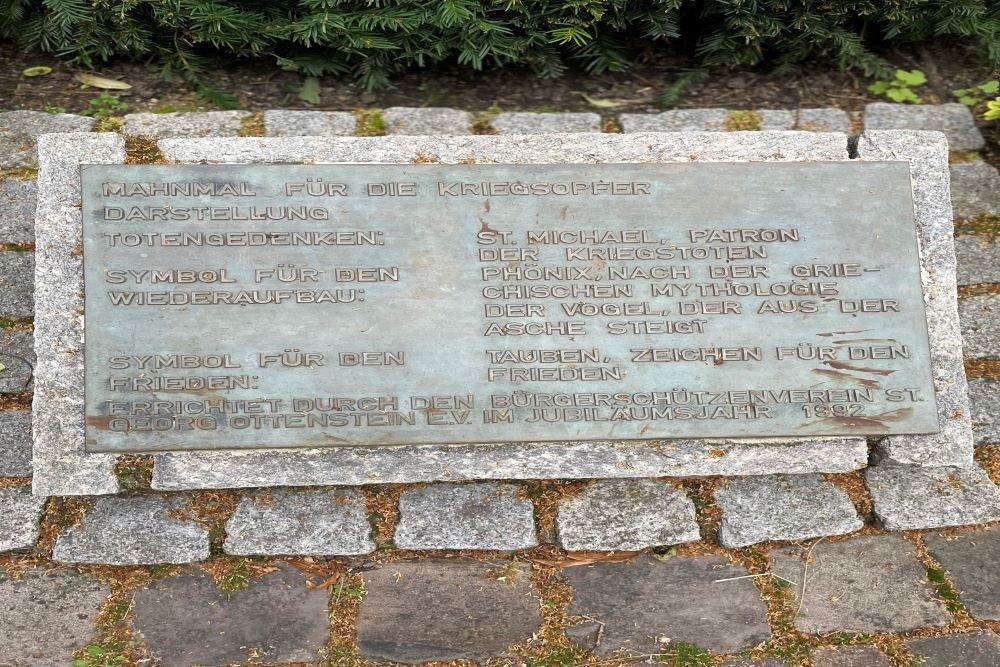 MAHNMAL FÜR DIE KRIEGSOPFER
DARSTELLUNG
TOTENGEDENKEN: ST. MICHAEL, PATRON
DER KRIEGSTOTEN
SYMBOL FÜR DEN PHÖNIX, NACH DER GRIE-
WIEDERAUFBAU: CHISCHEN MYTHOLOGIE
DER VOGEL, DER AUS DER
ASCHE STEIGT
SYMBOL FÜR DEN TAUBEN, ZEICHEN FÜR DEN
FRIEDEN: FRIEDEN
ERRICHTET DURCH DEN BÜRGERSCHÜTZENVEREIN ST.
GEORG OTTENSTEIN E.V. IM JUBILÄUMSJAHR 1982